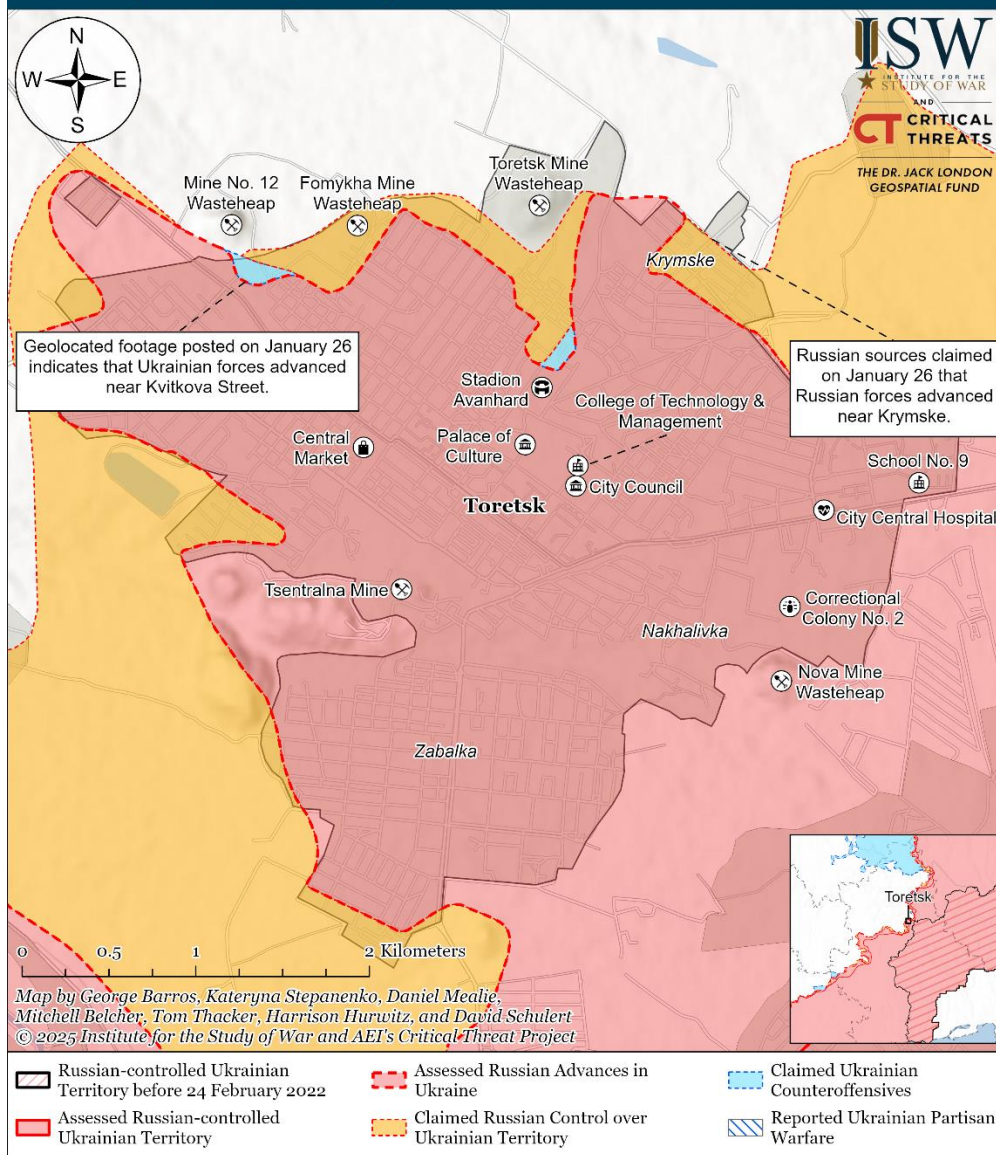 N
W E
S
ISW
INSTITUTE FOR THE
STUDY OF WAR
AND
CT CRITICAL
THREATS
THE DR. JACK LONDON
GEOSPATIAL FUND
Mine No. 12
Wasteheap
Fomykha Mine
Wasteheap
Toretsk Mine
Wasteheap
Krymske
Geolocated footage posted on January 26
indicates that Ukrainian forces advanced
near Kvitkova Street.
Russian sources claimed
on January 26 that
Russian forces advanced
near Krymske.
Stadion
Avanhard
College of Technology &
Management
Central
Market
Palace of
Culture
City Council
School No. 9
Toretsk
City Central Hospital
Tsentralna Mine
Correctional
Colony No. 2
Nakhalivka
Nova Mine
Wasteheap
Zabalka
Toretsk
0 0.5 1 2 Kilometers
Map by George Barros, Kateryna Stepanenko, Daniel Mealie,
Mitchell Belcher, Tom Thacker, Harrison Hurwitz, and David Schulert
© 2025 Institute for the Study of War and AEI's Critical Threat Project
Russian-controlled Ukrainian
Territory before 24 February 2022
Assessed Russian-controlled
Ukrainian Territory
Assessed Russian Advances in
Ukraine
Claimed Russian Control over
Ukrainian Territory
Claimed Ukrainian
Counteroffensives
Reported Ukrainian Partisan
Warfare